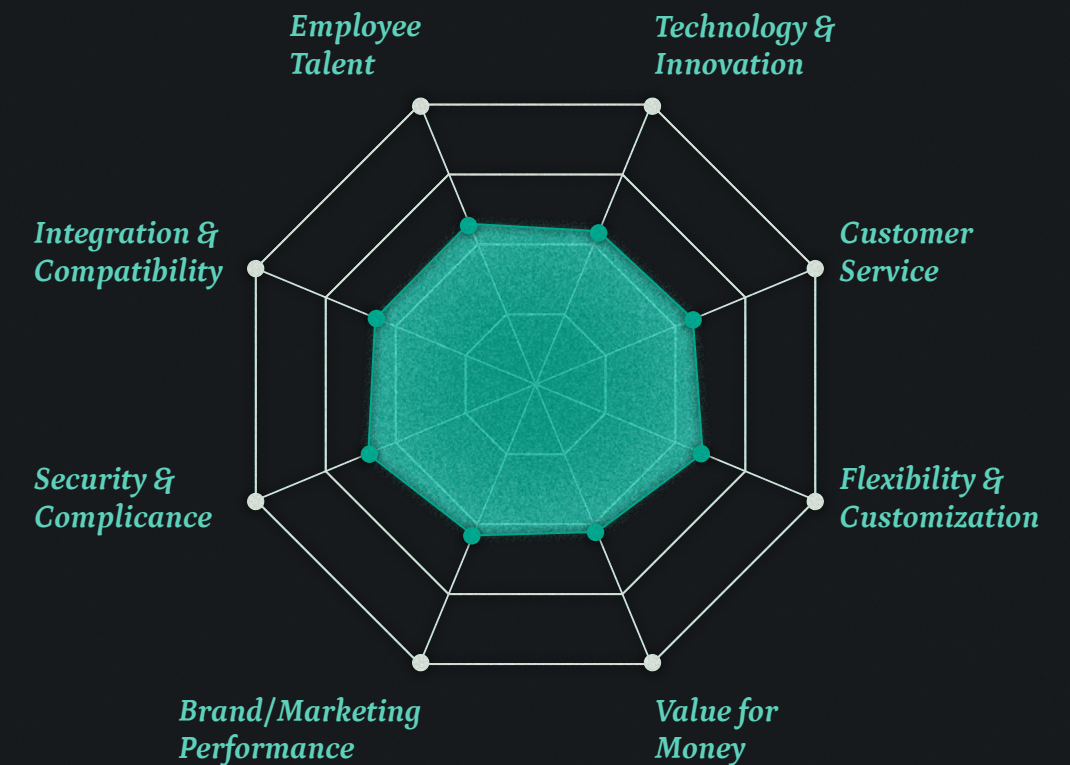 Employee
Talent
Technology &
Innovation
Integration &
Compatibility
Customer
Service
Security &
Complicance
Flexibility &
Customization
Brand/Marketing
Performance
Value for
Money